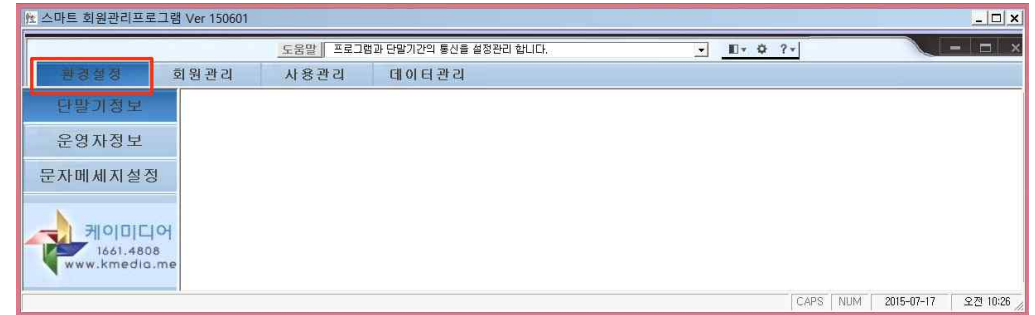 스마트 회원관리프로그램 Ver 150601
도움말 프로그램과 단말기간의 통신을 설정관리 합니다.
환경설정 회원관리 사용관리 데이터관리
단말기정보
운영자정보
문자메세지설정
케이미디어
1661.4808
www.kmedia.me
CAPS NUM 2015-07-17 오전 10:26